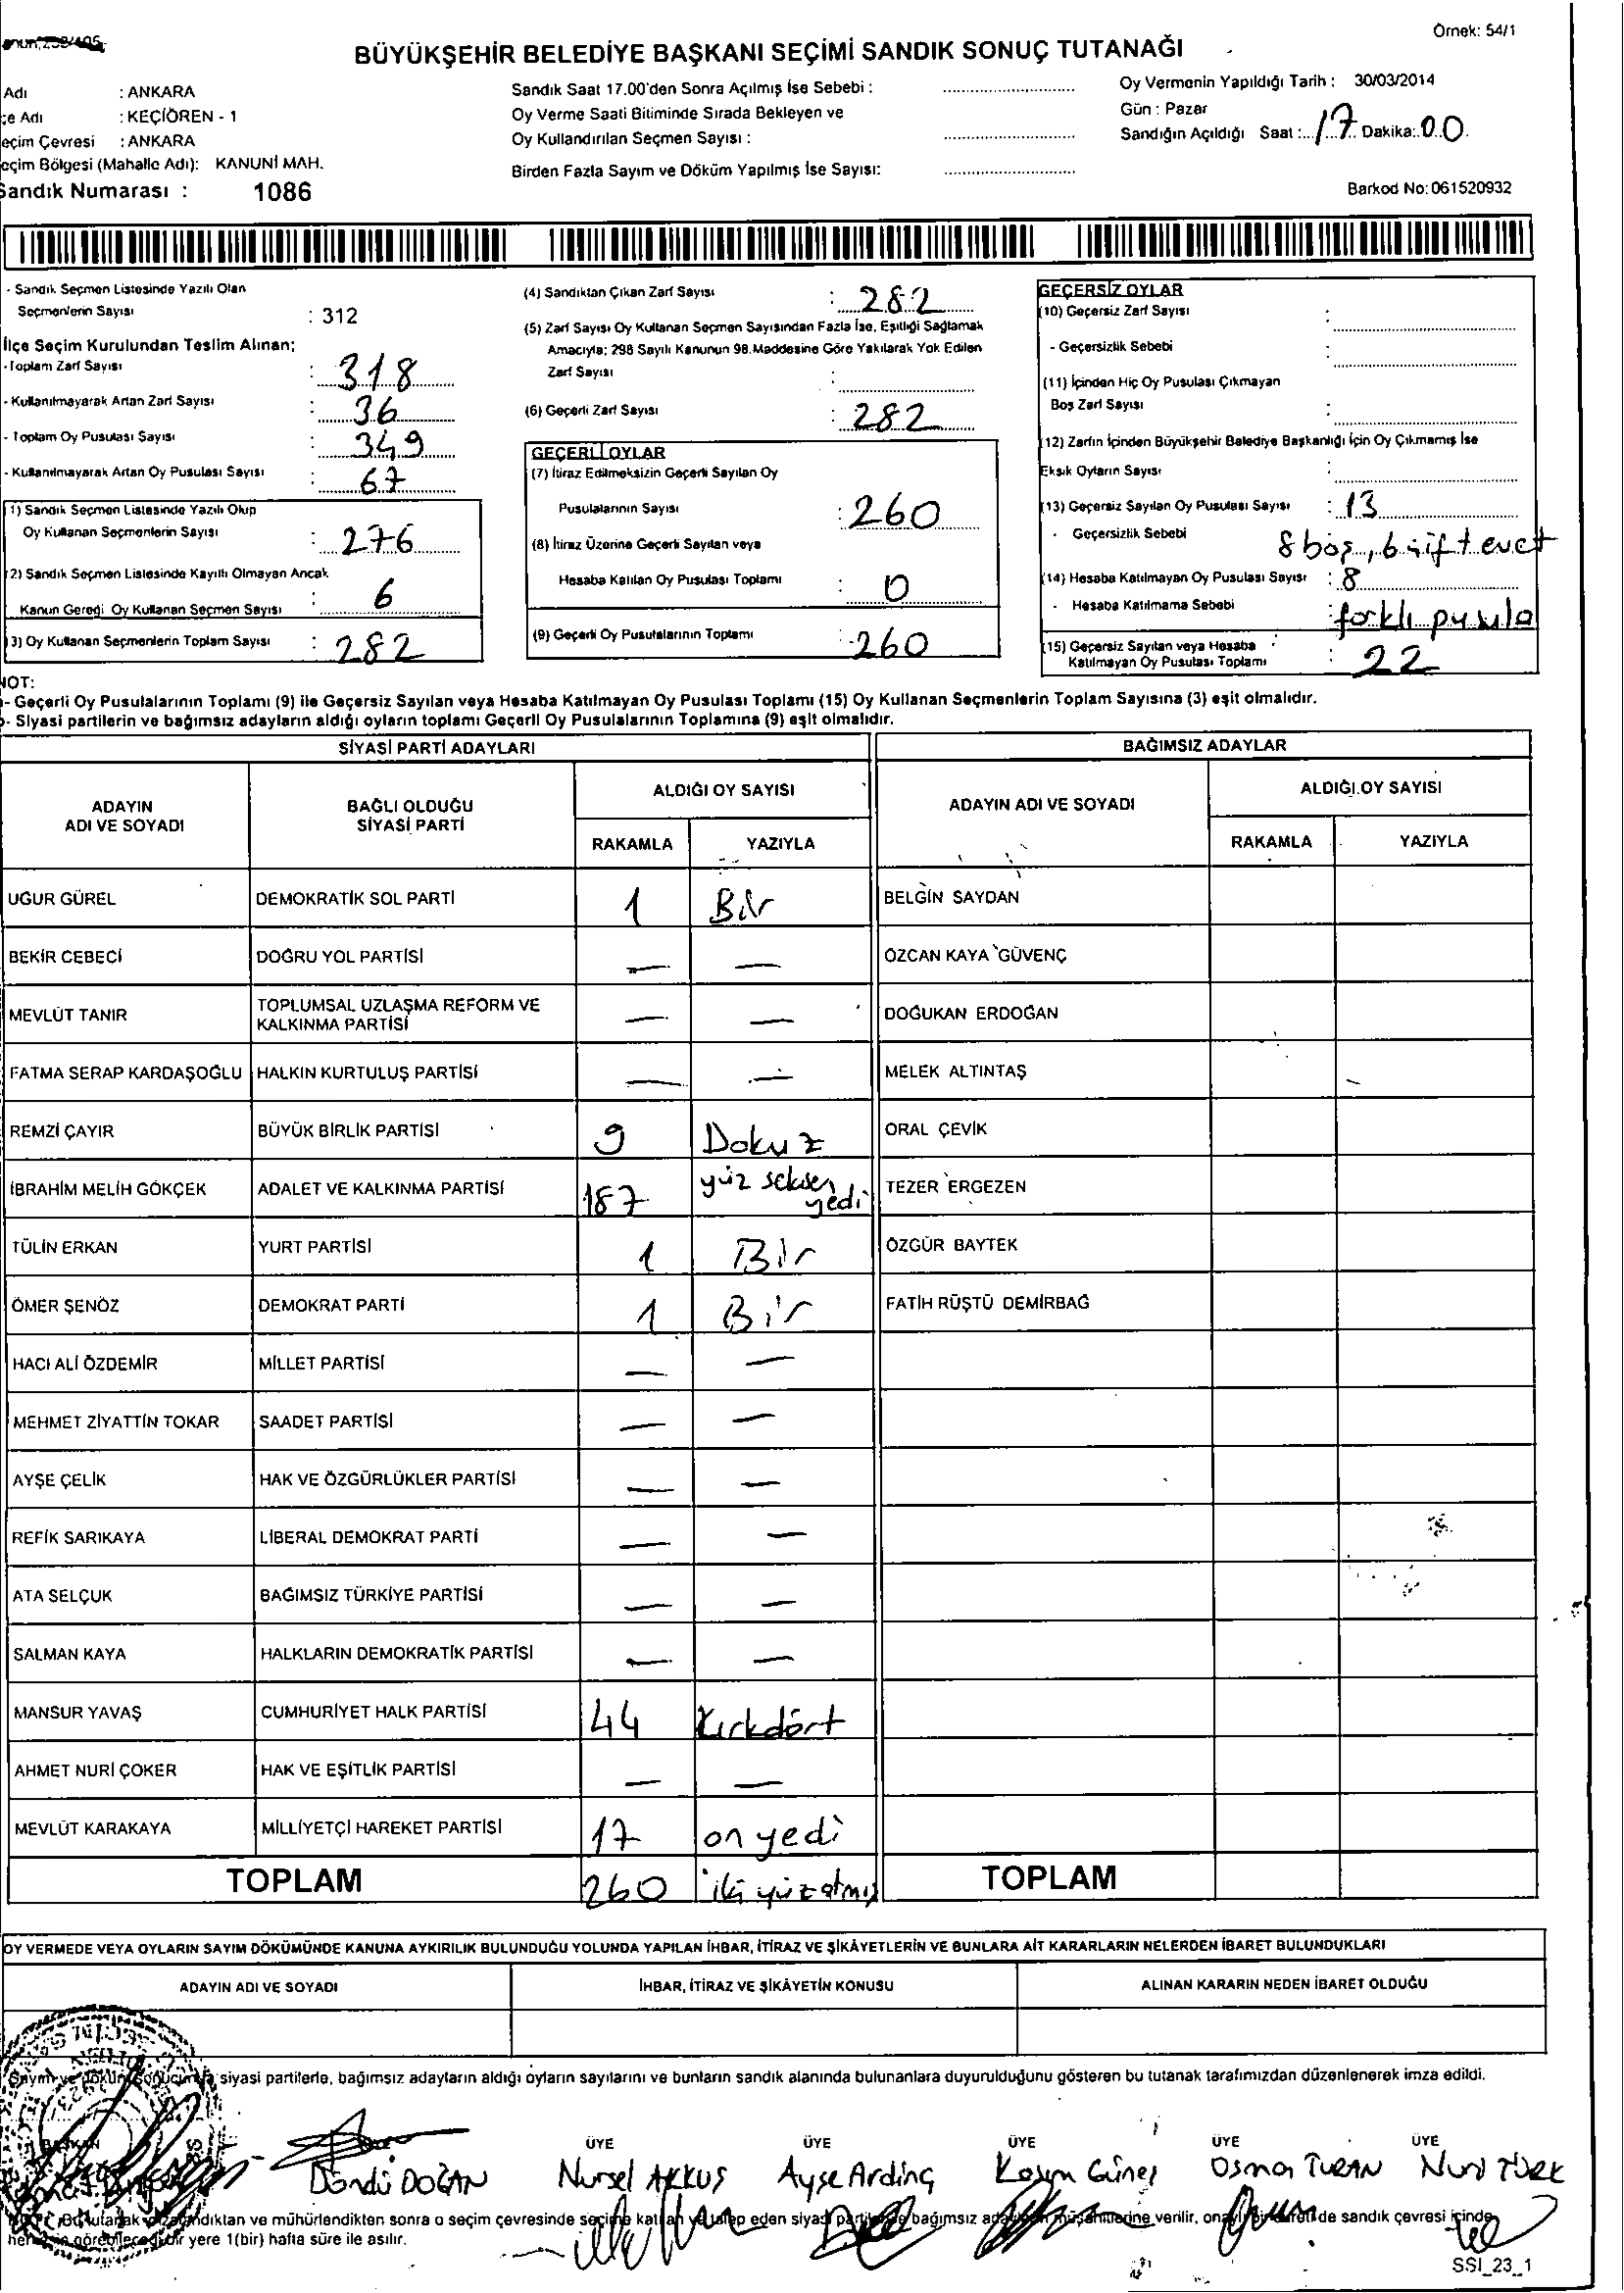 Örnek: 54/1
BÜYÜKŞEHİR BELEDİYE BAŞKANI SEÇİMİ SANDIK SONUÇ TUTANAĞI
Adı : ANKARA
çe Adı : KEÇİÖREN - 1
eçim Çevresi : ANKARA
eçim Bölgesi (Mahalle Adı): KANUNİ MAH.
Sandık Numarası : 1086
Sandık Saat 17.00'den Sonra Açılmış İse Sebebi :
Oy Verme Saati Bitiminde Sırada Bekleyen ve
Oy Kullandırılan Seçmen Sayısı :
Birden Fazla Sayım ve Döküm Yapılmış İse Sayısı:
Oy Vermenin Yapıldığı Tarih : 30/03/2014
Gün : Pazar
Sandığın Açıldığı Saat : 17 Dakika: 00
Barkod No: 061520932
- Sandık Seçmen Listesinde Yazılı Olan
Seçmenlerin Sayısı : 312
İlçe Seçim Kurulundan Teslim Alınan;
-Toplam Zarf Sayısı : 318
- Kullanılmayarak Artan Zarf Sayısı : 36
- Toplam Oy Pusulası Sayısı : 349
- Kullanılmayarak Artan Oy Pusulası Sayısı : 67
1) Sandık Seçmen Listesinde Yazılı Olup
Oy Kullanan Seçmenlerin Sayısı : 276
2) Sandık Seçmen Listesinde Kayıtlı Olmayan Ancak
Kanun Gereği Oy Kullanan Seçmen Sayısı : 6
3) Oy Kullanan Seçmenlerin Toplam Sayısı : 282
(4) Sandıktan Çıkan Zarf Sayısı : 282
(5) Zarf Sayısı Oy Kullanan Seçmen Sayısından Fazla İse, Eşitliği Sağlamak
Amacıyla; 298 Sayılı Kanunun 98.Maddesine Göre Yakılarak Yok Edilen
Zarf Sayısı :
(6) Geçerli Zarf Sayısı : 282
GEÇERLİ OYLAR
(7) İtiraz Edilmeksizin Geçerli Sayılan Oy
Pusulalarının Sayısı : 260
(8) İtiraz Üzerine Geçerli Sayılan veya
Hesaba Katılan Oy Pusulası Toplamı : 0
(9) Geçerli Oy Pusulalarının Toplamı : 260
GEÇERSİZ OYLAR
(10) Geçersiz Zarf Sayısı :
- Geçersizlik Sebebi
(11) İçinden Hiç Oy Pusulası Çıkmayan
Boş Zarf Sayısı :
(12) Zarfın İçinden Büyükşehir Belediye Başkanlığı İçin Oy Çıkmamış İse
Eksik Oyların Sayısı :
(13) Geçersiz Sayılan Oy Pusulası Sayısı : 13
- Geçersizlik Sebebi 8 boş, 6 çift evet
(14) Hesaba Katılmayan Oy Pusulası Sayısı : 8
- Hesaba Katılmama Sebebi : farklı pusula
(15) Geçersiz Sayılan veya Hesaba
Katılmayan Oy Pusulası Toplamı : 22
NOT:
- Geçerli Oy Pusulalarının Toplamı (9) ile Geçersiz Sayılan veya Hesaba Katılmayan Oy Pusulası Toplamı (15) Oy Kullanan Seçmenlerin Toplam Sayısına (3) eşit olmalıdır.
- Siyasi partilerin ve bağımsız adayların aldığı oyların toplamı Geçerli Oy Pusulalarının Toplamına (9) eşit olmalıdır.
SİYASİ PARTİ ADAYLARI BAĞIMSIZ ADAYLAR
ADAYIN ADI VE SOYADI BAĞLI OLDUĞU SİYASİ PARTİ ALDIĞI OY SAYISI ADAYIN ADI VE SOYADI ALDIĞI OY SAYISI
RAKAMLA YAZIYLA RAKAMLA YAZIYLA
UĞUR GÜREL DEMOKRATİK SOL PARTİ 1 Bir BELGİN SAYDAN
BEKİR CEBECİ DOĞRU YOL PARTİSİ — — ÖZCAN KAYA GÜVENÇ
MEVLÜT TANIR TOPLUMSAL UZLAŞMA REFORM VE KALKINMA PARTİSİ — — DOĞUKAN ERDOĞAN
FATMA SERAP KARDAŞOĞLU HALKIN KURTULUŞ PARTİSİ — — MELEK ALTINTAŞ
REMZİ ÇAYIR BÜYÜK BİRLİK PARTİSİ 9 Dokuz ORAL ÇEVİK
İBRAHİM MELİH GÖKÇEK ADALET VE KALKINMA PARTİSİ 187 yüz seksen yedi TEZER ERGEZEN
TÜLİN ERKAN YURT PARTİSİ 1 Bir ÖZGÜR BAYTEK
ÖMER ŞENÖZ DEMOKRAT PARTİ 1 Bir FATİH RÜŞTÜ DEMİRBAĞ
HACI ALİ ÖZDEMİR MİLLET PARTİSİ — —
MEHMET ZİYATTİN TOKAR SAADET PARTİSİ — —
AYŞE ÇELİK HAK VE ÖZGÜRLÜKLER PARTİSİ — —
REFİK SARIKAYA LİBERAL DEMOKRAT PARTİ — —
ATA SELÇUK BAĞIMSIZ TÜRKİYE PARTİSİ — —
SALMAN KAYA HALKLARIN DEMOKRATİK PARTİSİ — —
MANSUR YAVAŞ CUMHURİYET HALK PARTİSİ 44 Kırkdört
AHMET NURİ ÇOKER HAK VE EŞİTLİK PARTİSİ — —
MEVLÜT KARAKAYA MİLLİYETÇİ HAREKET PARTİSİ 17 on yedi
TOPLAM 260 iki yüz atmış TOPLAM
OY VERMEDE VEYA OYLARIN SAYIM DÖKÜMÜNDE KANUNA AYKIRILIK BULUNDUĞU YOLUNDA YAPILAN İHBAR, İTİRAZ VE ŞİKÂYETLERİN VE BUNLARA AİT KARARLARIN NELERDEN İBARET BULUNDUKLARI
ADAYIN ADI VE SOYADI İHBAR, İTİRAZ VE ŞİKÂYETİN KONUSU ALINAN KARARIN NEDEN İBARET OLDUĞU
siyasi partilerle, bağımsız adayların aldığı oyların sayılarını ve bunların sandık alanında bulunanlara duyurulduğunu gösteren bu tutanak tarafımızdan düzenlenerek imza edildi.
BAŞKAN ÜYE ÜYE ÜYE ÜYE ÜYE
Döndü DOĞAN Nursel AKKUŞ Ayşe Ardinç Kasım Güneş Osman TURAN Nuri TÜRK
Bu tutanak ve mühürlendikten sonra o seçim çevresinde seçime katılan ve talep eden siyasi parti bağımsız müşahitlerine verilir, de sandık çevresi içinde
yere 1(bir) hafta süre ile asılır.
SSI_23_1